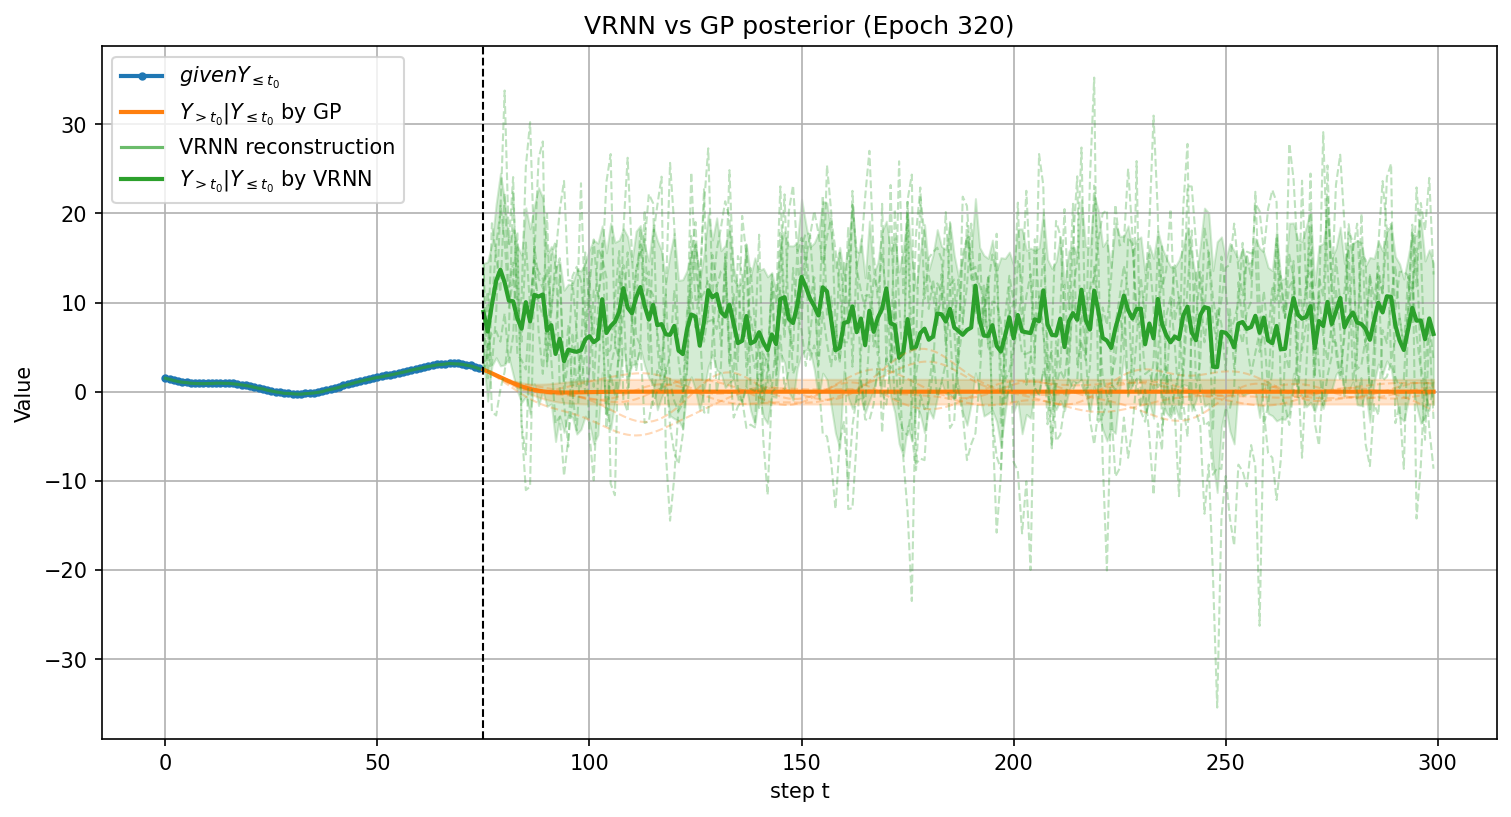 VRNN vs GP posterior (Epoch 320)
givenY≤t₀
Y>t₀|Y≤t₀ by GP
VRNN reconstruction
Y>t₀|Y≤t₀ by VRNN
Value
30
20
10
0
−10
−20
−30
0 50 100 150 200 250 300
step t